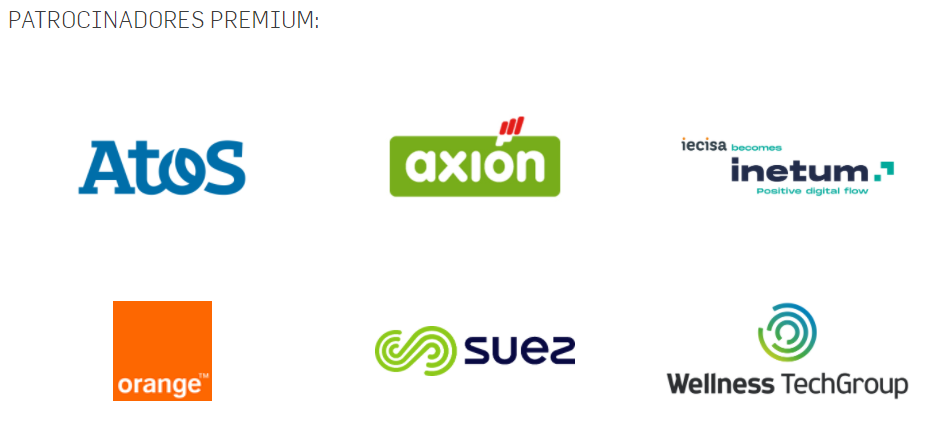 PATROCINADORES PREMIUM:
Atos
axión
iecisa becomes
inetum.
Positive digital flow
orange™
suez
Wellness TechGroup